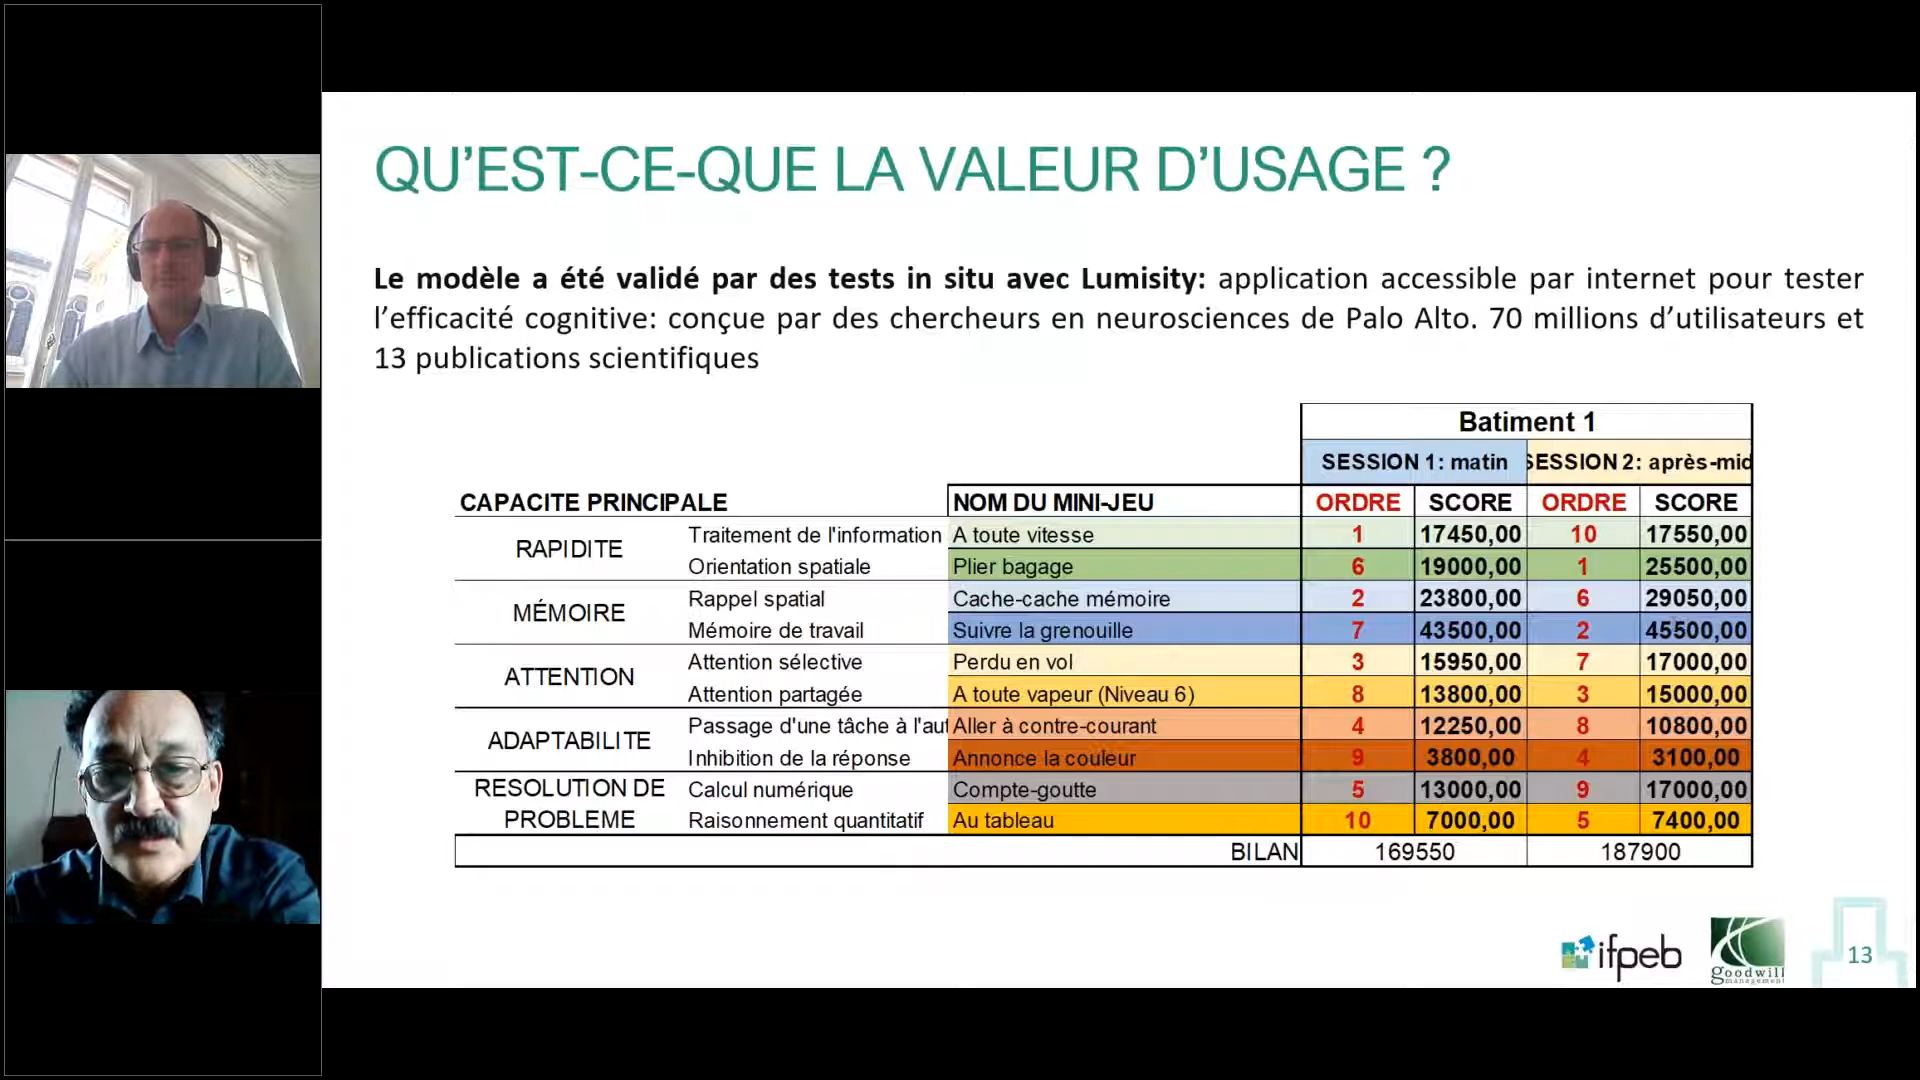 QU’EST-CE-QUE LA VALEUR D’USAGE ?
Le modèle a été validé par des tests in situ avec Lumisity: application accessible par internet pour tester
l’efficacité cognitive: conçue par des chercheurs en neurosciences de Palo Alto. 70 millions d’utilisateurs et
13 publications scientifiques
Batiment 1
SESSION 1: matin SESSION 2: après-mid
CAPACITE PRINCIPALE NOM DU MINI-JEU ORDRE SCORE ORDRE SCORE
RAPIDITE
Traitement de l'information A toute vitesse 1 17450,00 10 17550,00
Orientation spatiale Plier bagage 6 19000,00 1 25500,00
MÉMOIRE
Rappel spatial Cache-cache mémoire 2 23800,00 6 29050,00
Mémoire de travail Suivre la grenouille 7 43500,00 2 45500,00
ATTENTION
Attention sélective Perdu en vol 3 15950,00 7 17000,00
Attention partagée A toute vapeur (Niveau 6) 8 13800,00 3 15000,00
ADAPTABILITE
Passage d'une tâche à l'aut Aller à contre-courant 4 12250,00 8 10800,00
Inhibition de la réponse Annonce la couleur 9 3800,00 4 3100,00
RESOLUTION DE Calcul numérique Compte-goutte 5 13000,00 9 17000,00
PROBLEME Raisonnement quantitatif Au tableau 10 7000,00 5 7400,00
BILAN 169550 187900
ifpeb
goodwill
management
13